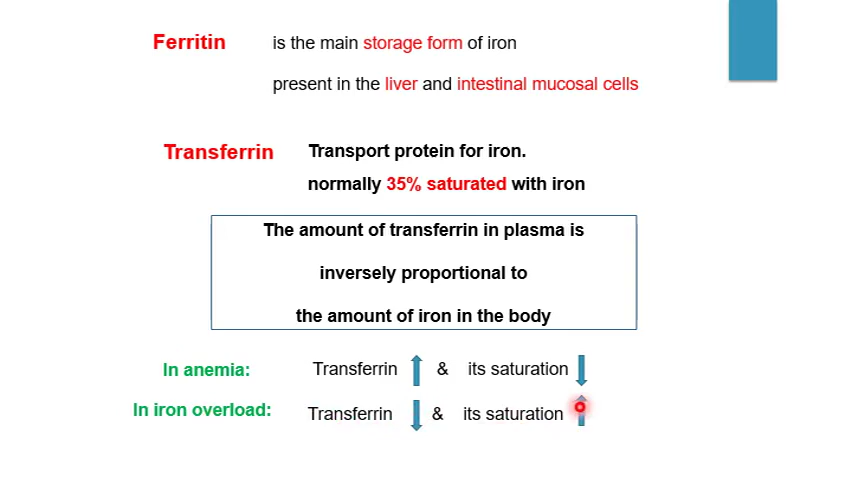 Ferritin is the main storage form of iron
present in the liver and intestinal mucosal cells
Transferrin Transport protein for iron.
normally 35% saturated with iron
The amount of transferrin in plasma is
inversely proportional to
the amount of iron in the body
In anemia: Transferrin & its saturation
In iron overload: Transferrin & its saturation